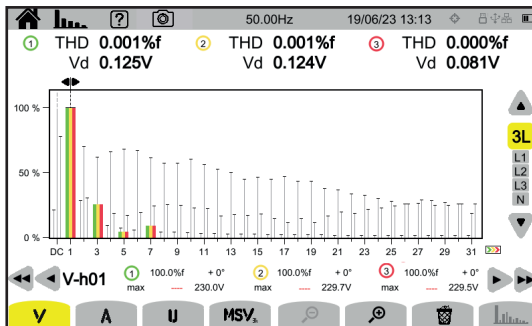 ? 50.00Hz 19/06/23 13:13
1 THD 0.001%f 2 THD 0.001%f 3 THD 0.000%f
Vd 0.125V Vd 0.124V Vd 0.081V
100 %
50 %
0 %
DC 1 3 5 7 9 11 13 15 17 19 21 23 25 27 29 31
3L
L1
L2
L3
N
V-h01 1 100.0%f + 0° 2 100.0%f + 0° 3 100.0%f + 0°
max ---- 230.0V ---- 229.7V max ---- 229.5V
V A U MSV